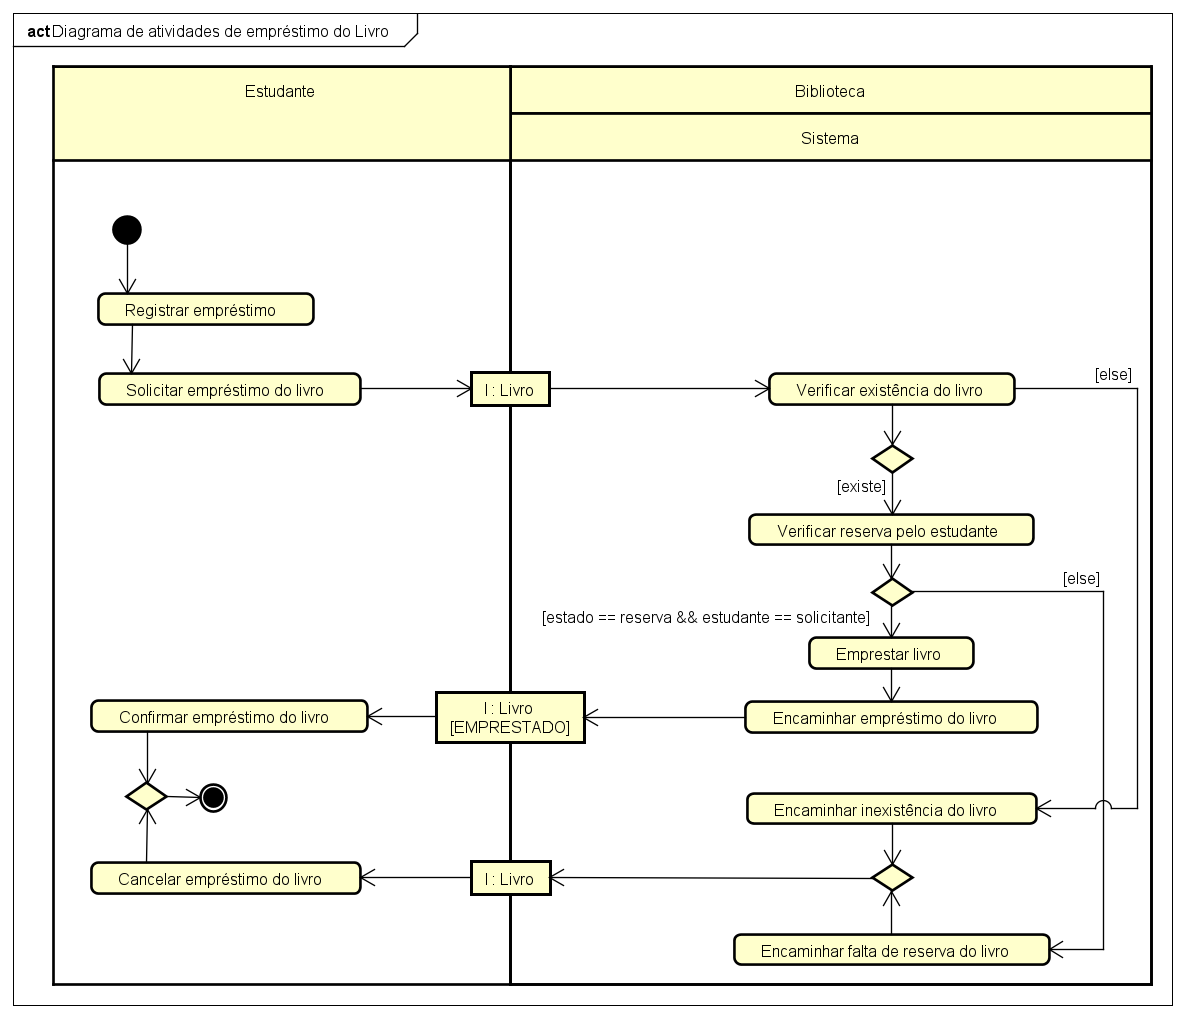 act Diagrama de atividades de empréstimo do Livro
Estudante
Biblioteca
Sistema
Registrar empréstimo
Solicitar empréstimo do livro
l : Livro
Verificar existência do livro
[else]
[existe]
Verificar reserva pelo estudante
[else]
[estado == reserva && estudante == solicitante]
Emprestar livro
Confirmar empréstimo do livro
l : Livro
[EMPRESTADO]
Encaminhar empréstimo do livro
Encaminhar inexistência do livro
Cancelar empréstimo do livro
l : Livro
Encaminhar falta de reserva do livro